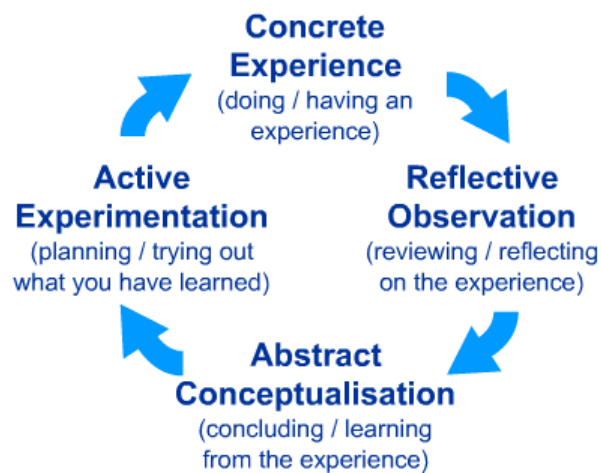 Concrete
Experience
(doing / having an
experience)
Reflective
Observation
(reviewing / reflecting
on the experience)
Abstract
Conceptualisation
(concluding / learning
from the experience)
Active
Experimentation
(planning / trying out
what you have learned)